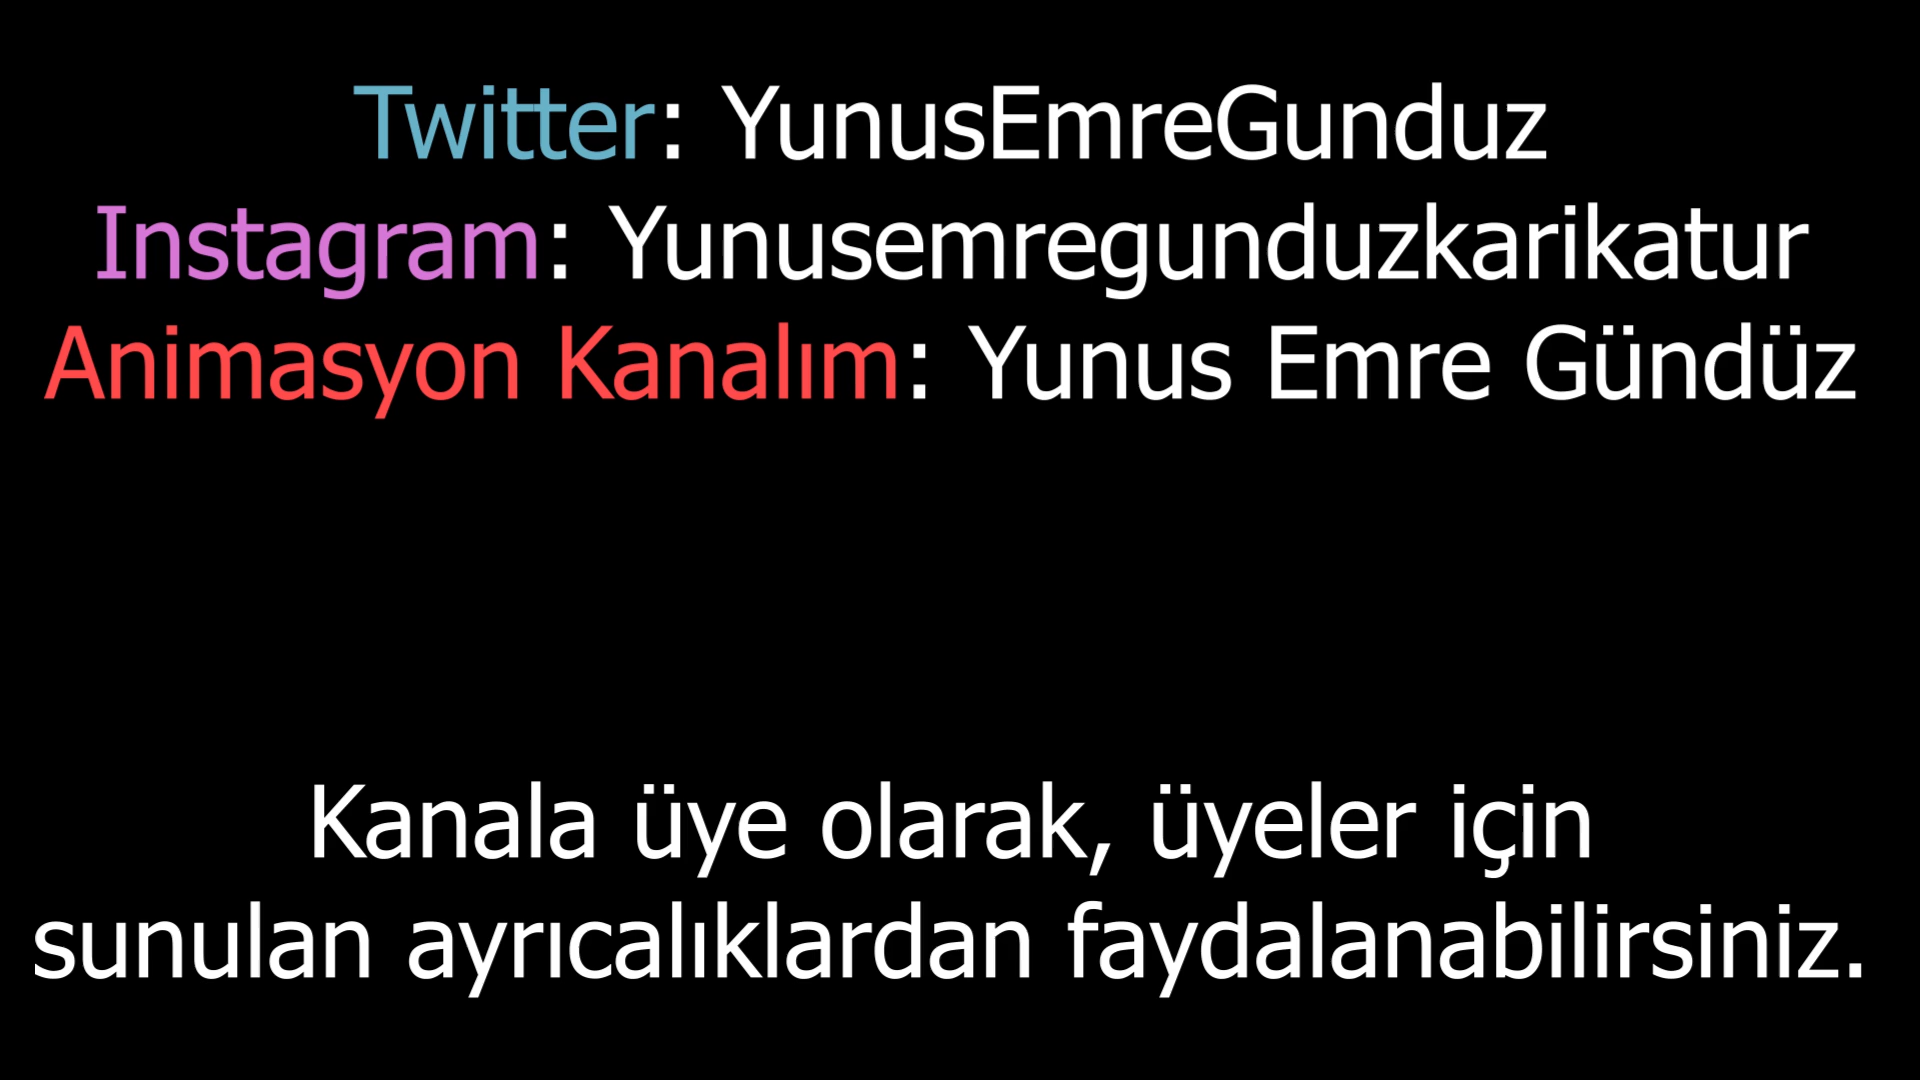 Twitter: YunusEmreGunduz
Instagram: Yunusemregunduzkarikatur
Animasyon Kanalım: Yunus Emre Gündüz
Kanala üye olarak, üyeler için
sunulan ayrıcalıklardan faydalanabilirsiniz.